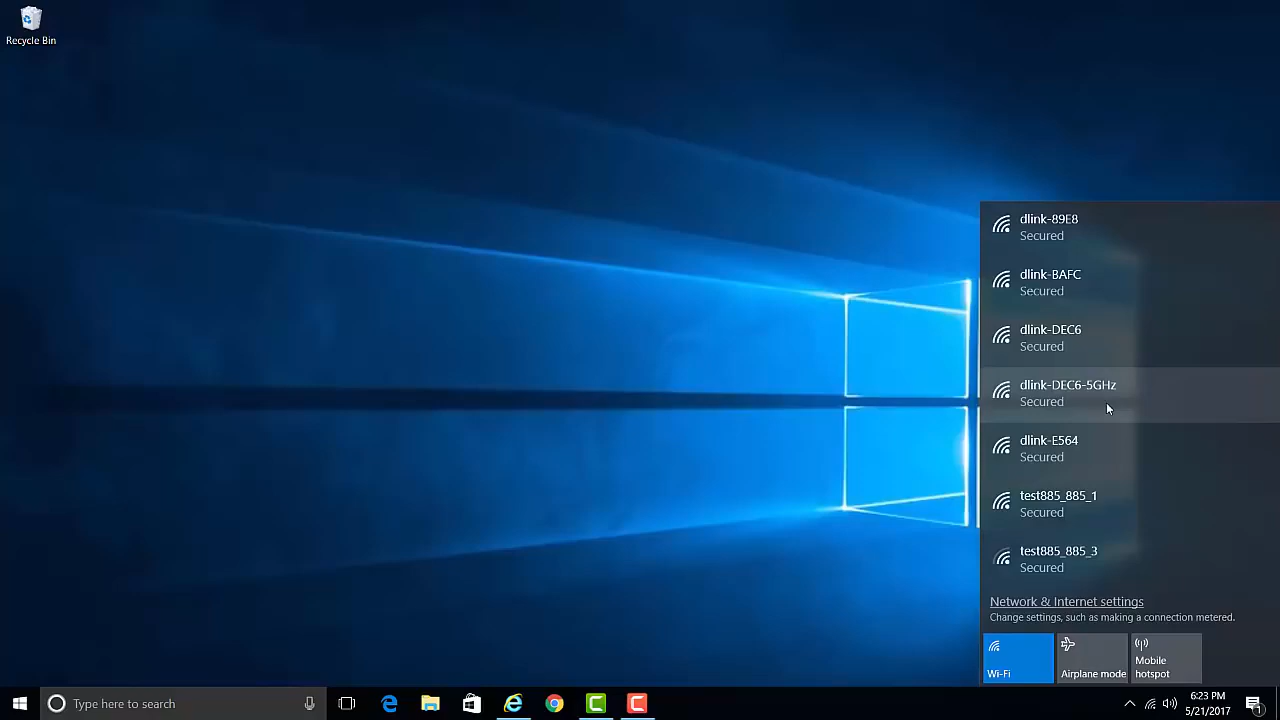 Recycle Bin
dlink-89E8
Secured
dlink-BAFC
Secured
dlink-DEC6
Secured
dlink-DEC6-5GHz
Secured
dlink-E564
Secured
test885_885_1
Secured
test885_885_3
Secured
Network & Internet settings
Change settings, such as making a connection metered.
Wi-Fi
Airplane mode
Mobile
hotspot
Type here to search
6:23 PM
5/21/2017
1